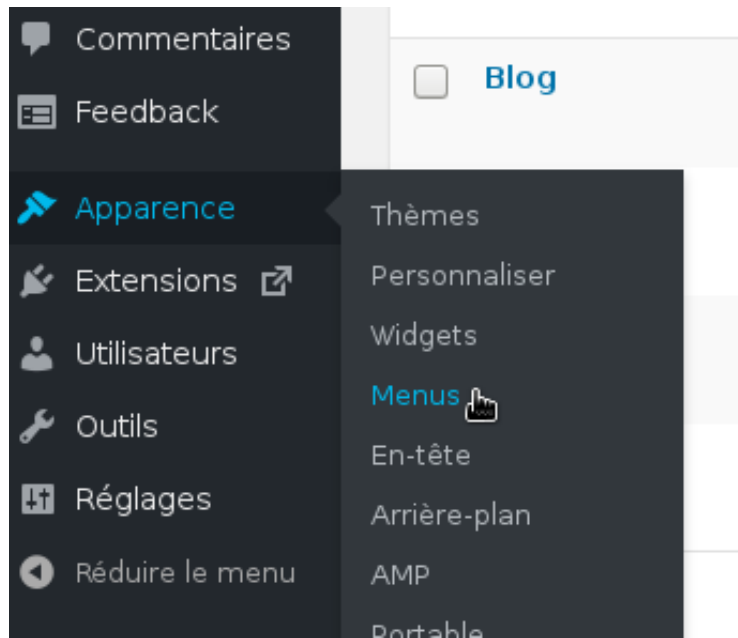 Commentaires
Feedback
Apparence
Extensions
Utilisateurs
Outils
Réglages
Réduire le menu
Blog
Thèmes
Personnaliser
Widgets
Menus
En-tête
Arrière-plan
AMP
Portable